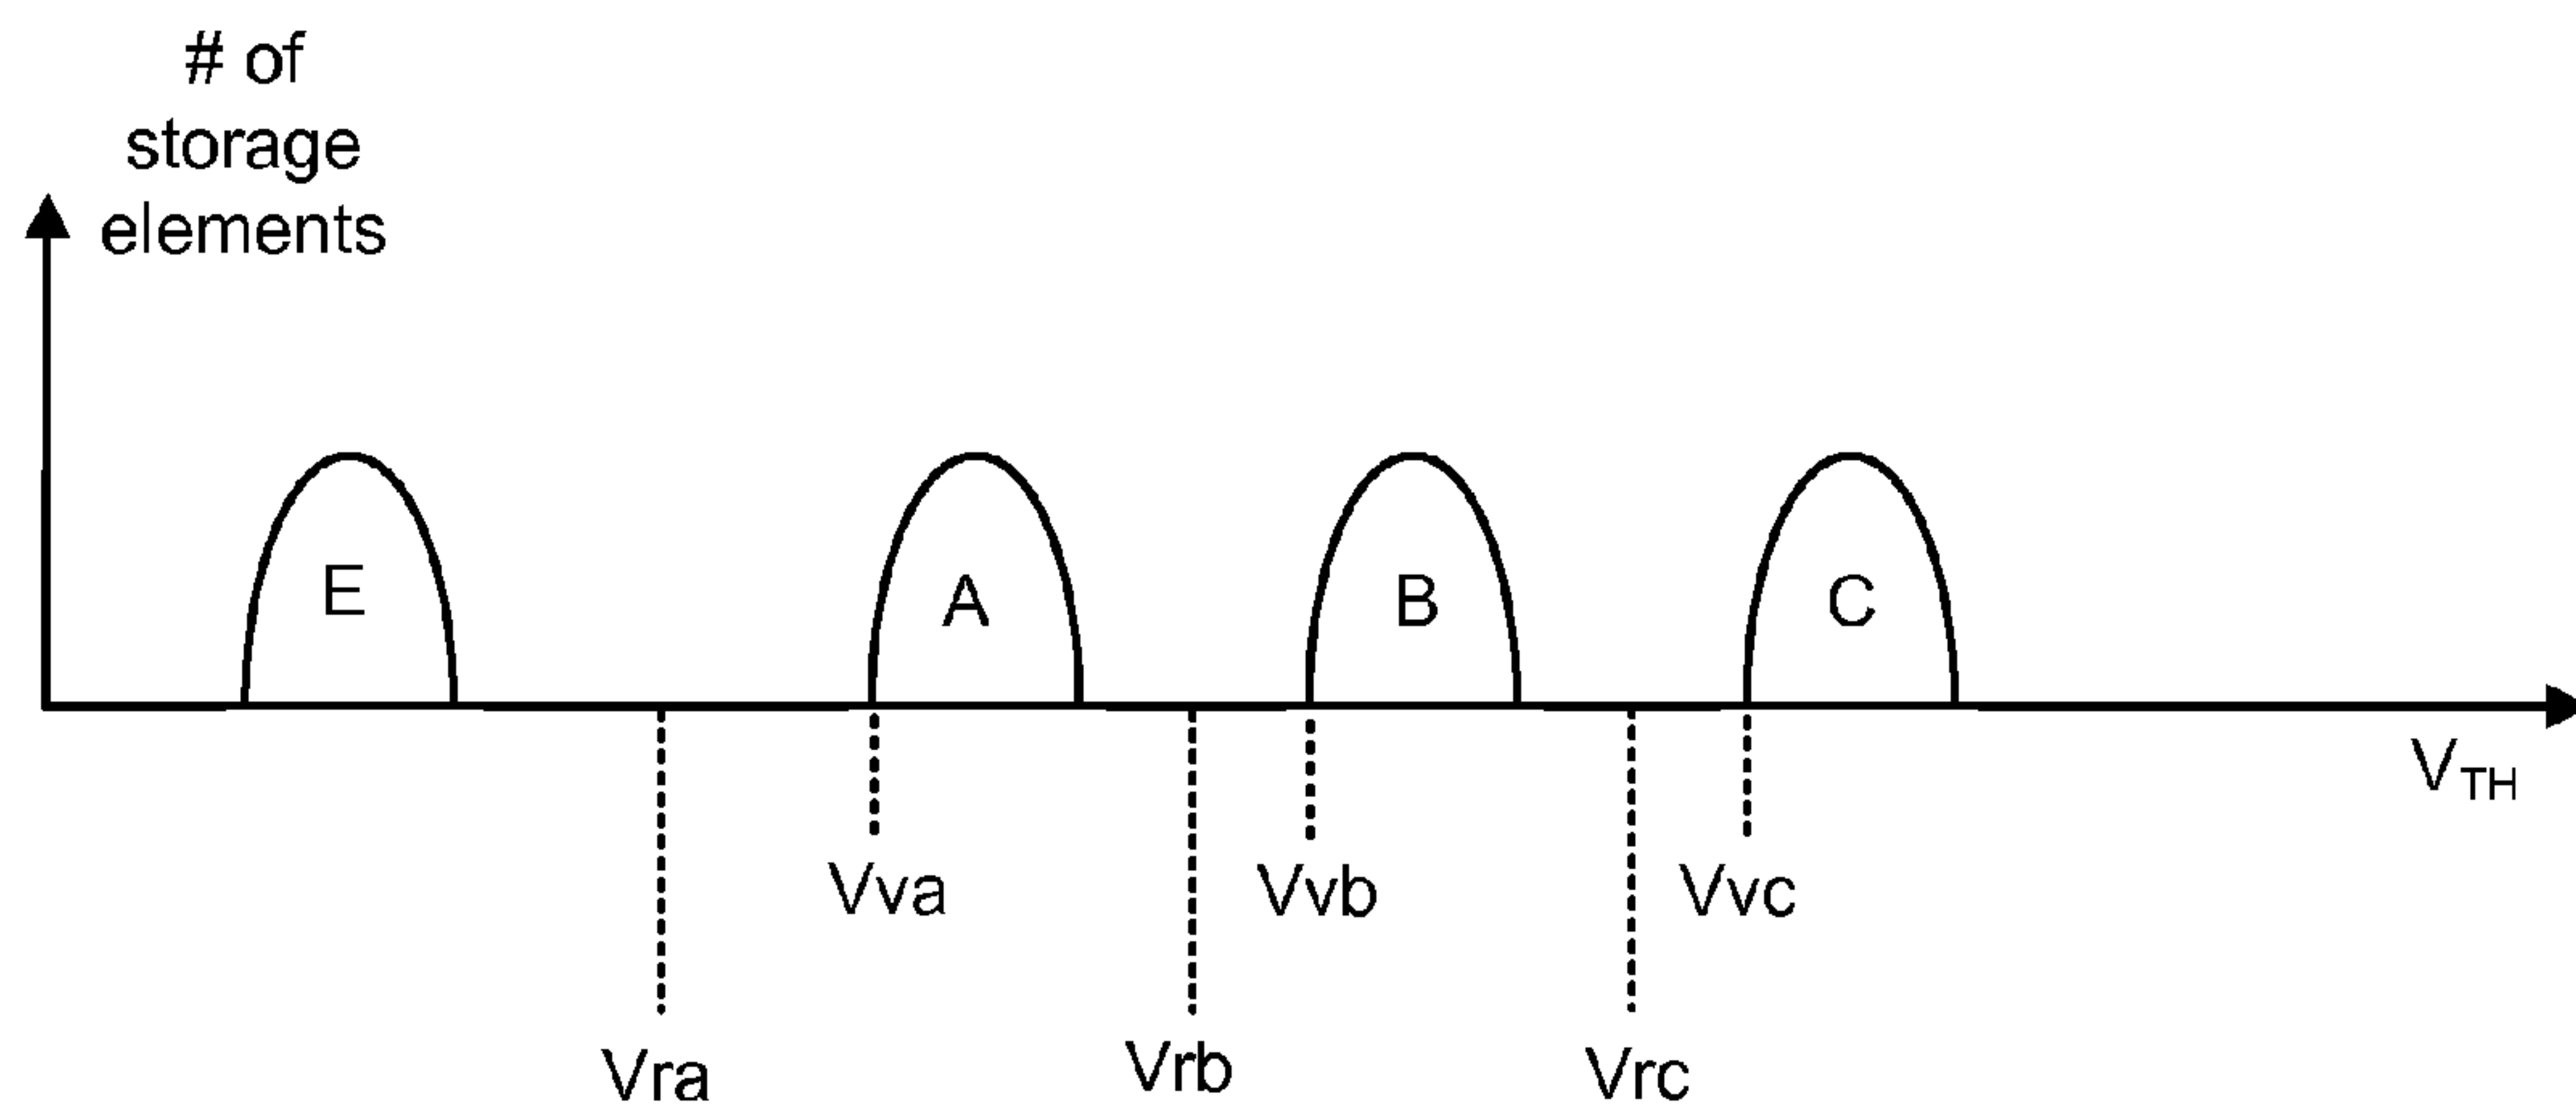 # of
storage
elements
E
A
B
C
V_TH
Vva
Vvb
Vvc
Vra
Vrb
Vrc